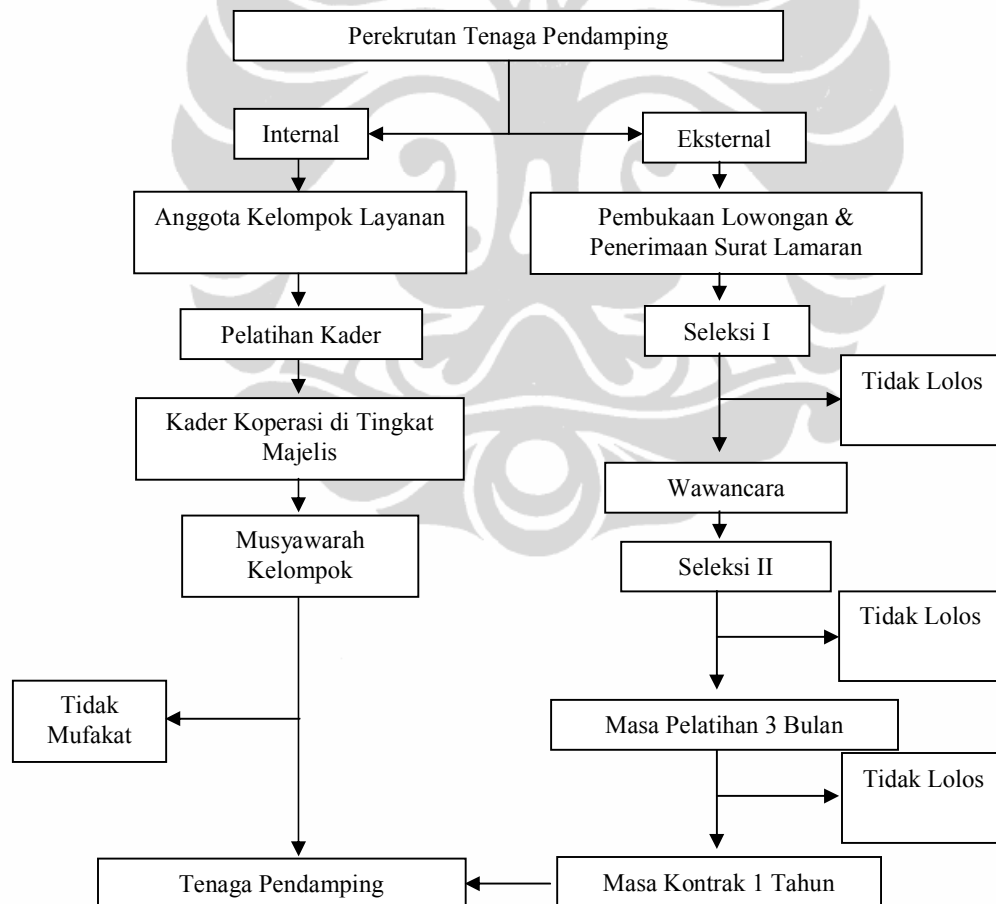 Perekrutan Tenaga Pendamping
Internal
Eksternal
Anggota Kelompok Layanan
Pembukaan Lowongan &
Penerimaan Surat Lamaran
Pelatihan Kader
Seleksi I
Tidak Lolos
Kader Koperasi di Tingkat
Majelis
Wawancara
Musyawarah
Kelompok
Seleksi II
Tidak Lolos
Tidak
Mufakat
Masa Pelatihan 3 Bulan
Tidak Lolos
Tenaga Pendamping
Masa Kontrak 1 Tahun